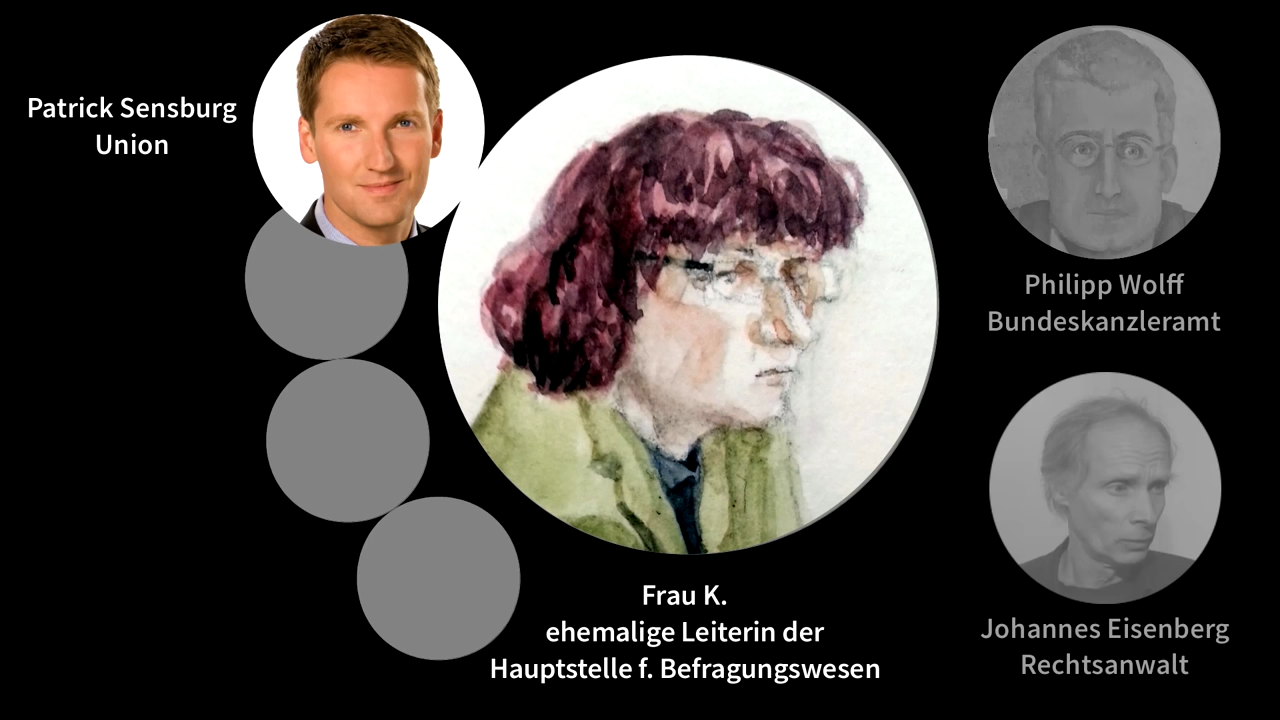 Patrick Sensburg
Union
Philipp Wolff
Bundeskanzleramt
Frau K.
ehemalige Leiterin der
Hauptstelle f. Befragungswesen
Johannes Eisenberg
Rechtsanwalt